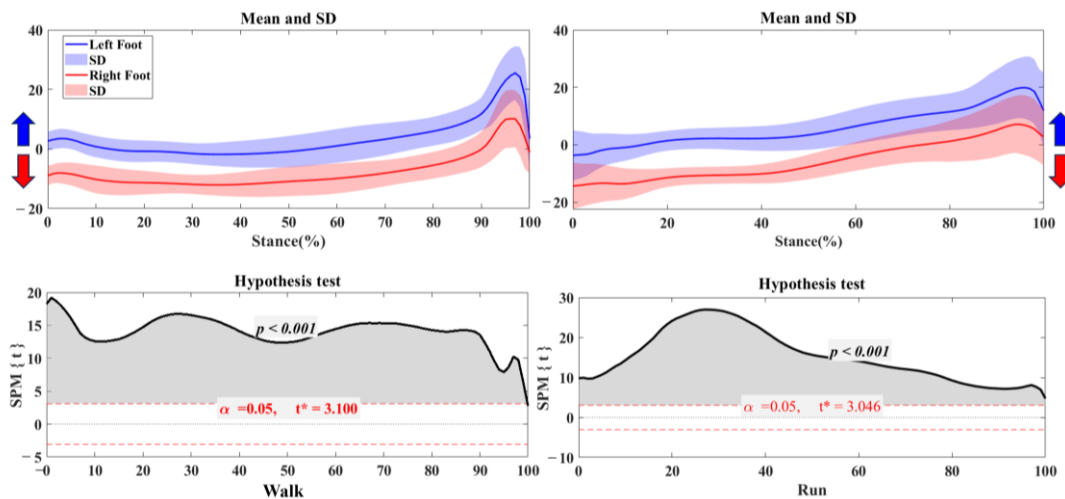 Mean and SD
40
20
0
−20
Left Foot
SD
Right Foot
SD
0 10 20 30 40 50 60 70 80 90 100
Stance(%)
Mean and SD
40
20
0
−20
0 20 40 60 80 100
Stance(%)
Hypothesis test
SPM { t }
20
15
10
5
0
−5
p < 0.001
α =0.05, t* = 3.100
−0 10 20 30 40 50 60 70 80 90 100
Walk
Hypothesis test
SPM { t }
30
20
10
0
−10
p < 0.001
α =0.05, t* = 3.046
0 20 40 60 80 100
Run